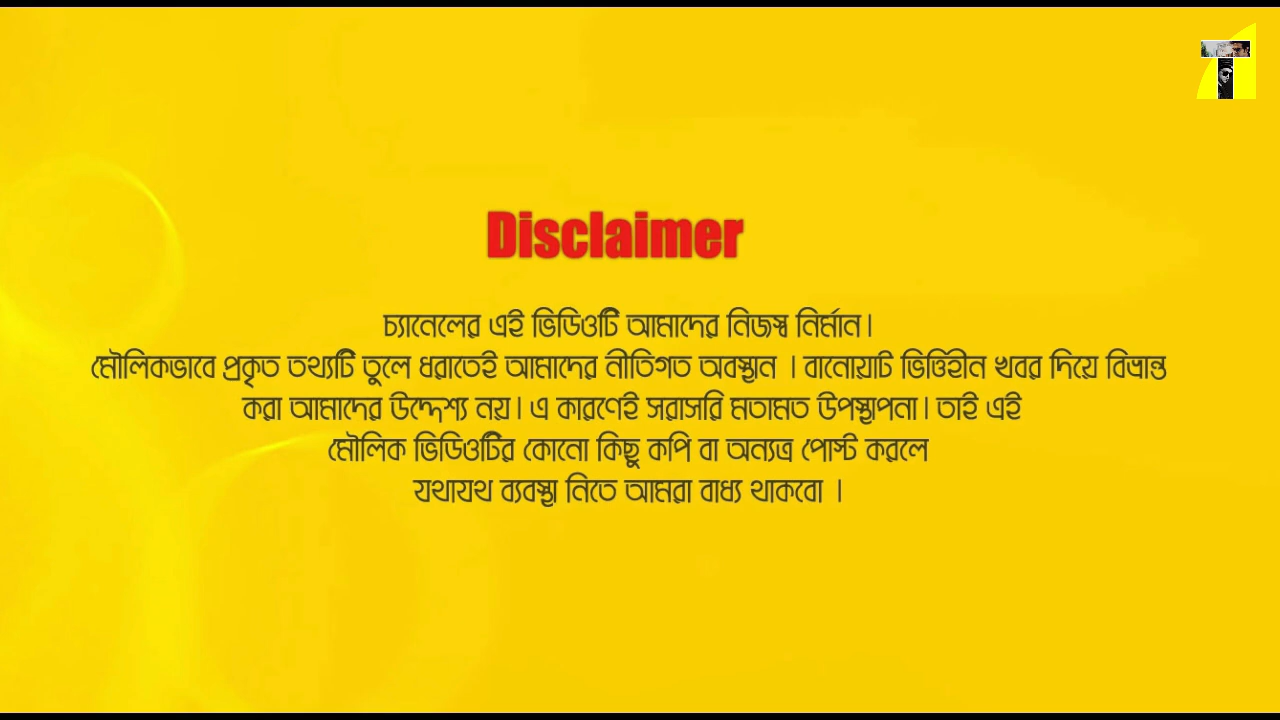 Disclaimer
চ্যানেলের এই ভিডিওটি আমাদের নিজস্ব নির্মান।
মৌলিকভাবে প্রকৃত তথ্যটি তুলে ধরাতেই আমাদের নীতিগত অবস্থান । বানোয়াট ভিত্তিহীন খবর দিয়ে বিভ্রান্ত
করা আমাদের উদ্দেশ্য নয়। এ কারণেই সরাসরি মতামত উপস্থাপনা। তাই এই
মৌলিক ভিডিওটির কোনো কিছু কপি বা অন্যত্র পোস্ট করলে
যথাযথ ব্যবস্থা নিতে আমরা বাধ্য থাকবো ।